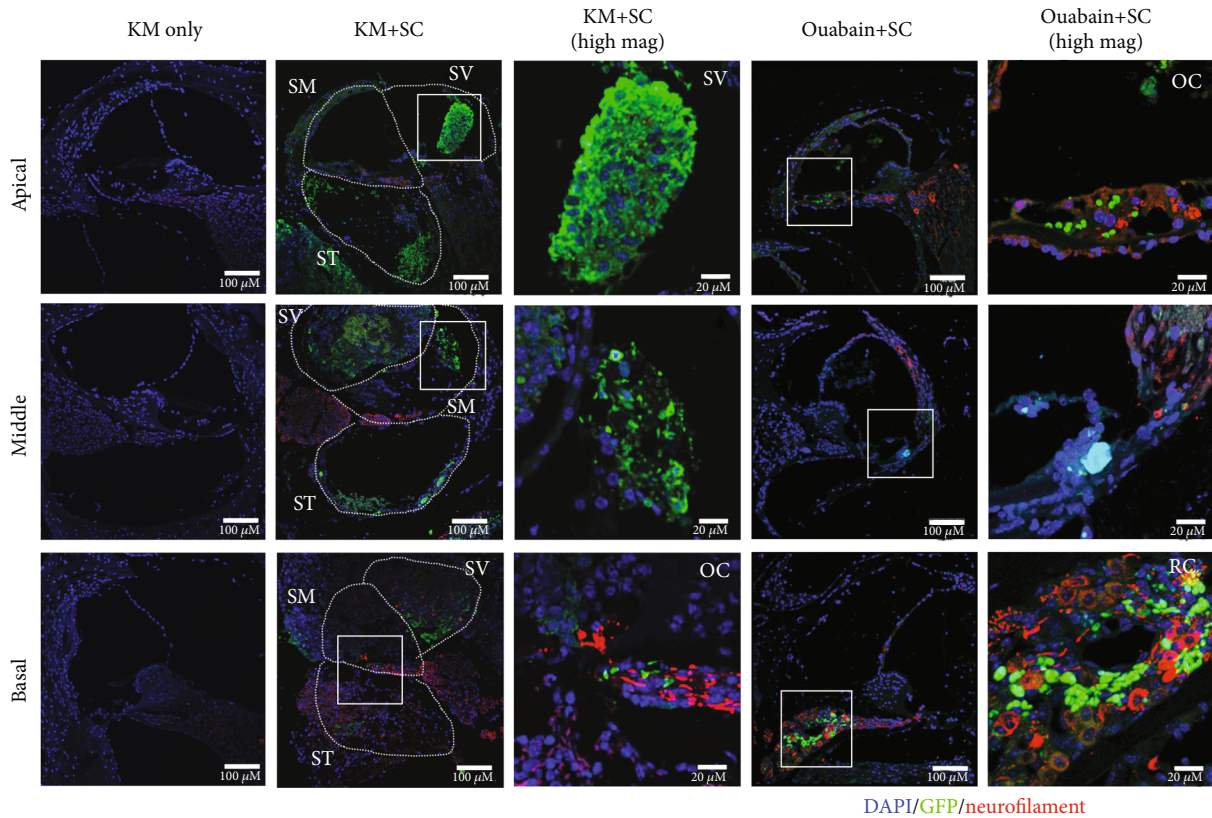 KM only
KM+SC
KM+SC
(high mag)
Ouabain+SC
Ouabain+SC
(high mag)
Apical
100 µM
SM
SV
ST
100 µM
SV
20 µM
100 µM
OC
20 µM
Middle
100 µM
SV
SM
ST
100 µM
20 µM
100 µM
20 µM
Basal
100 µM
SM
SV
ST
100 µM
OC
20 µM
100 µM
RC
20 µM
DAPI/GFP/neurofilament